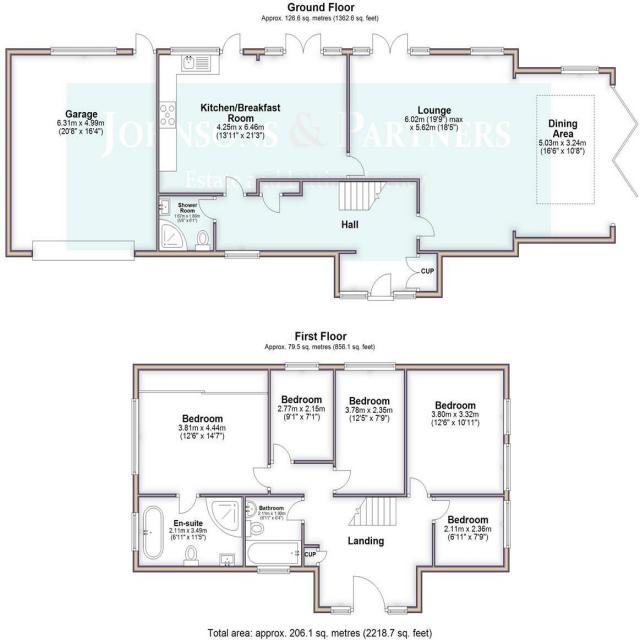 Ground Floor
Approx. 126.6 sq. metres (1362.6 sq. feet)
Garage
6.31m x 4.99m
(20'8" x 16'4")
Kitchen/Breakfast
Room
4.25m x 6.46m
(13'11" x 21'3")
Lounge
6.02m (19'9") max
x 5.62m (18'5")
Dining
Area
5.03m x 3.24m
(16'6" x 10'8")
JOHNSONS & PARTNERS
Shower
Room
Hall
CUP
First Floor
Approx. 79.5 sq. metres (856.1 sq. feet)
Bedroom
3.81m x 4.44m
(12'6" x 14'7")
Bedroom
2.77m x 2.15m
(9'1" x 7'1")
Bedroom
3.78m x 2.35m
(12'5" x 7'9")
Bedroom
3.80m x 3.32m
(12'6" x 10'11")
En-suite
2.11m x 3.49m
(6'11" x 11'5")
Bathroom
CUP
Landing
Bedroom
2.11m x 2.36m
(6'11" x 7'9")
Total area: approx. 206.1 sq. metres (2218.7 sq. feet)